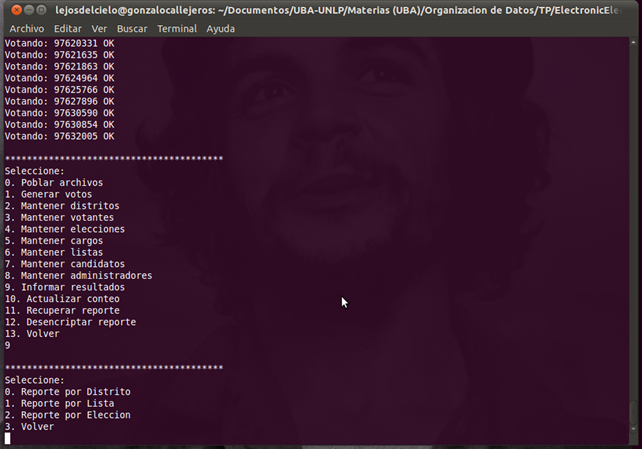 lejosdelcielo@gonzalocallejeros: ~/Documentos/UBA-UNLP/Materias (UBA)/Organizacion de Datos/TP/ElectronicEle
Archivo Editar Ver Buscar Terminal Ayuda
Votando: 97620331 OK
Votando: 97621635 OK
Votando: 97621863 OK
Votando: 97624964 OK
Votando: 97625766 OK
Votando: 97627896 OK
Votando: 97630590 OK
Votando: 97630854 OK
Votando: 97632005 OK
****************************************
Seleccione:
0. Poblar archivos
1. Generar votos
2. Mantener distritos
3. Mantener votantes
4. Mantener elecciones
5. Mantener cargos
6. Mantener listas
7. Mantener candidatos
8. Mantener administradores
9. Informar resultados
10. Actualizar conteo
11. Recuperar reporte
12. Desencriptar reporte
13. Volver
9
****************************************
Seleccione:
0. Reporte por Distrito
1. Reporte por Lista
2. Reporte por Eleccion
3. Volver